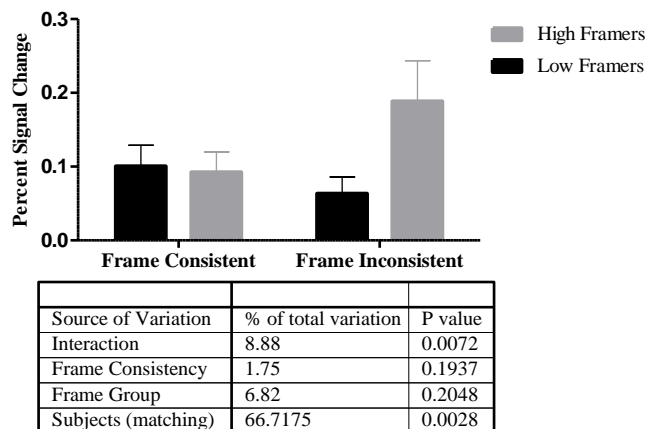 0.3
High Framers
Low Framers
0.2
0.1
0.0
Percent Signal Change
Frame Consistent Frame Inconsistent
Source of Variation % of total variation P value
Interaction 8.88 0.0072
Frame Consistency 1.75 0.1937
Frame Group 6.82 0.2048
Subjects (matching) 66.7175 0.0028